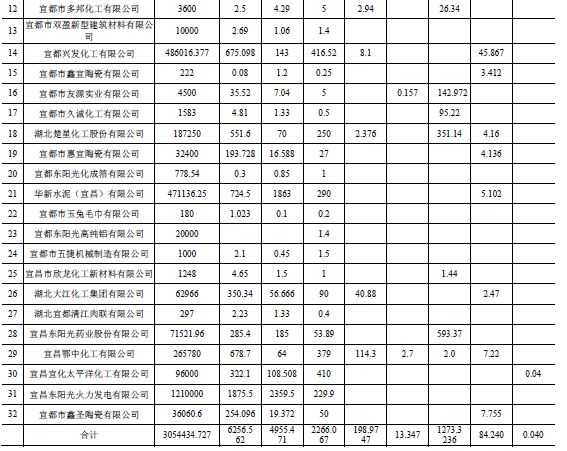 12 宜都市多邦化工有限公司 3600 2.5 4.29 5 2.94 26.34
13 宜都市双盈新型建筑材料有限公司 10000 2.69 1.06 1.4
14 宜都兴发化工有限公司 486016.377 675.098 143 416.52 8.1 45.867
15 宜都市鑫宜陶瓷有限公司 222 0.08 1.2 0.25 3.412
16 宜都市友源实业有限公司 4500 35.52 7.04 5 0.157 142.972
17 宜都市久诚化工有限公司 1583 4.81 1.33 0.5 95.22
18 湖北楚星化工股份有限公司 187250 551.6 70 250 2.376 351.14 4.16
19 宜都市惠宜陶瓷有限公司 32400 193.728 16.588 27 4.136
20 宜都东阳光化成箔有限公司 778.54 0.3 0.85 1
21 华新水泥（宜昌）有限公司 471136.25 724.5 1863 290 5.102
22 宜都市玉兔毛巾有限公司 180 1.023 0.1 0.2
23 宜都东阳光高纯铝有限公司 20000 1.4
24 宜都市五捷机械制造有限公司 1000 2.1 0.45 1.5
25 宜昌市欣龙化工新材料有限公司 1248 4.65 1.5 1 1.44
26 湖北大江化工集团有限公司 62966 350.34 56.666 90 40.88 2.47
27 湖北宜都清江肉联有限公司 297 2.23 1.33 0.4
28 宜昌东阳光药业股份有限公司 71521.96 285.4 185 53.89 593.37
29 宜昌鄂中化工有限公司 265780 678.7 64 379 114.3 2.7 2.0 7.22
30 宜昌宜化太平洋化工有限公司 96000 322.1 108.508 410 0.04
31 宜昌东阳光火力发电有限公司 1210000 1875.5 2359.5 229.9
32 宜都市鑫圣陶瓷有限公司 36060.6 254.096 19.372 50 7.755
合计 3054434.727 6256.562 4955.471 2266.067 198.9747 13.347 1273.3236 84.240 0.040